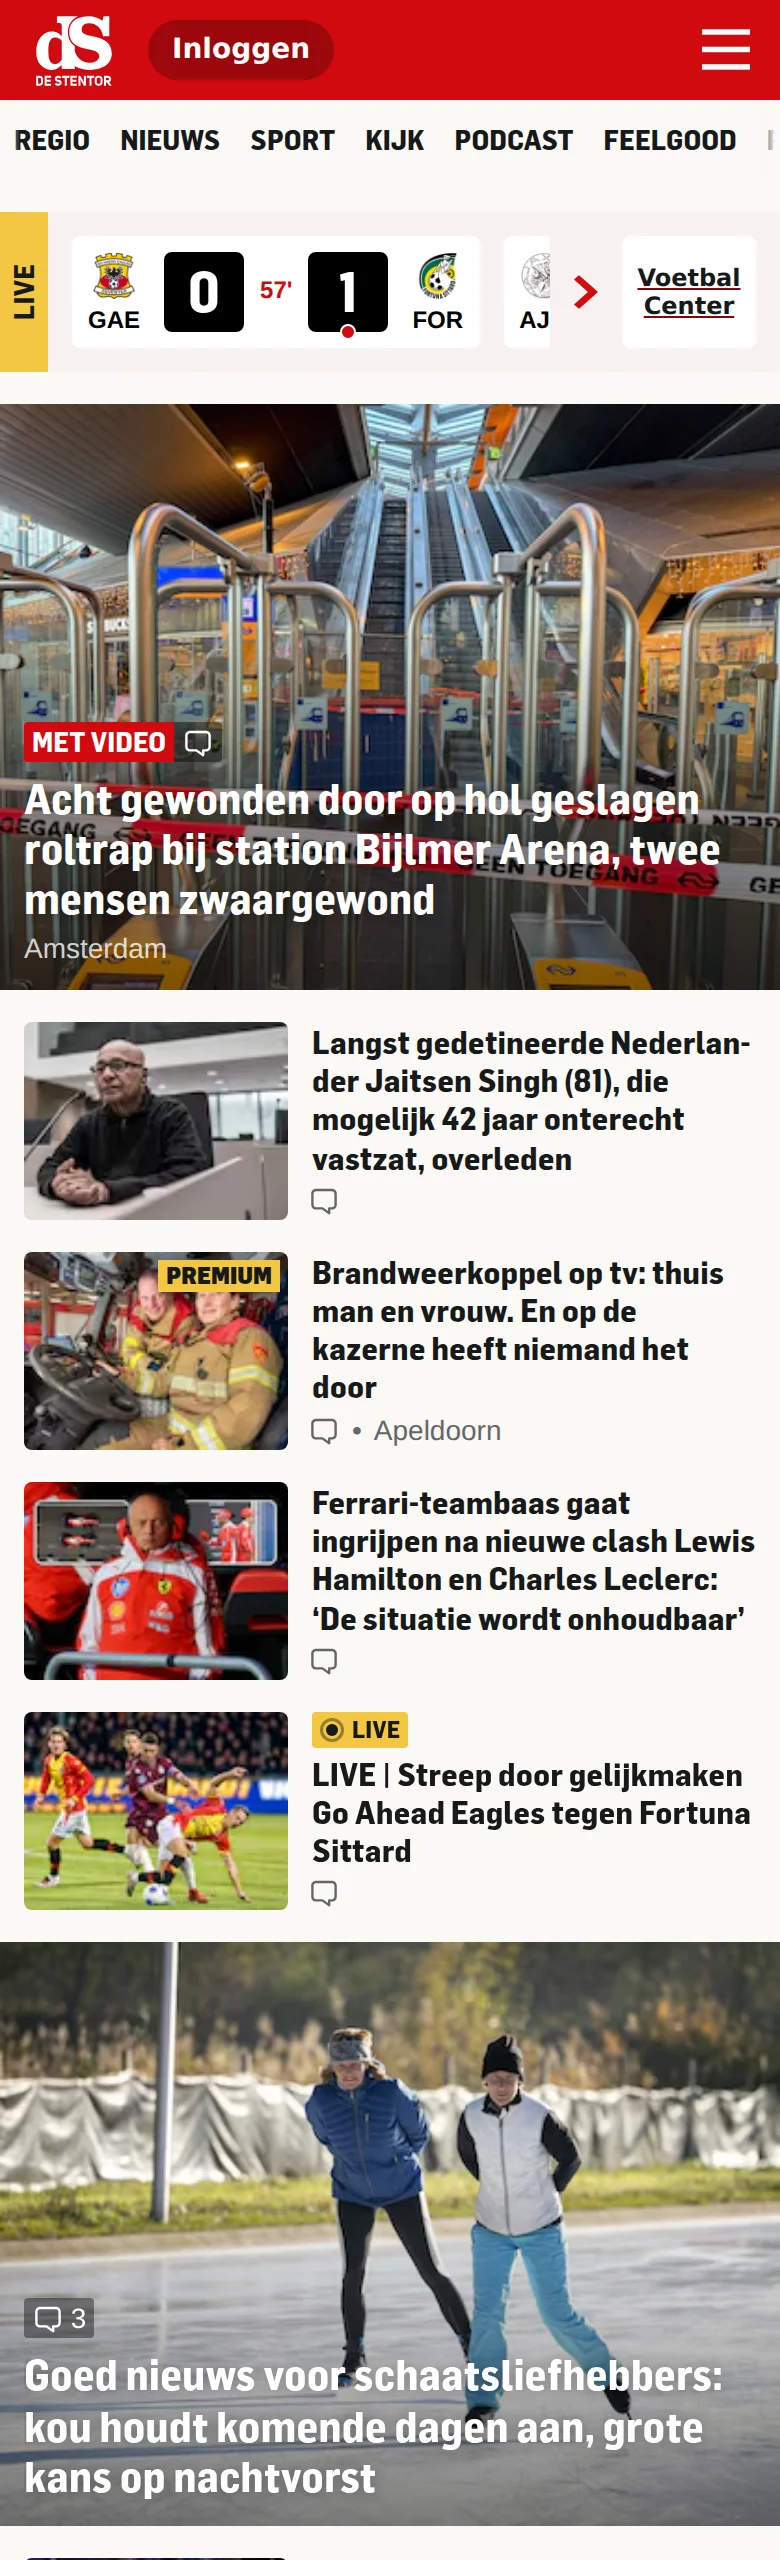 dS
DE STENTOR
Inloggen
REGIO NIEUWS SPORT KIJK PODCAST FEELGOOD
LIVE
GAE
0
57'
1
FOR
AJ
Voetbal
Center
MET VIDEO
Acht gewonden door op hol geslagen
roltrap bij station Bijlmer Arena, twee
mensen zwaargewond
Amsterdam
EEN TOEGANG
Langst gedetineerde Nederlan-
der Jaitsen Singh (81), die
mogelijk 42 jaar onterecht
vastzat, overleden
PREMIUM
Brandweerkoppel op tv: thuis
man en vrouw. En op de
kazerne heeft niemand het
door
• Apeldoorn
Ferrari-teambaas gaat
ingrijpen na nieuwe clash Lewis
Hamilton en Charles Leclerc:
‘De situatie wordt onhoudbaar’
LIVE
LIVE | Streep door gelijkmaken
Go Ahead Eagles tegen Fortuna
Sittard
3
Goed nieuws voor schaatsliefhebbers:
kou houdt komende dagen aan, grote
kans op nachtvorst